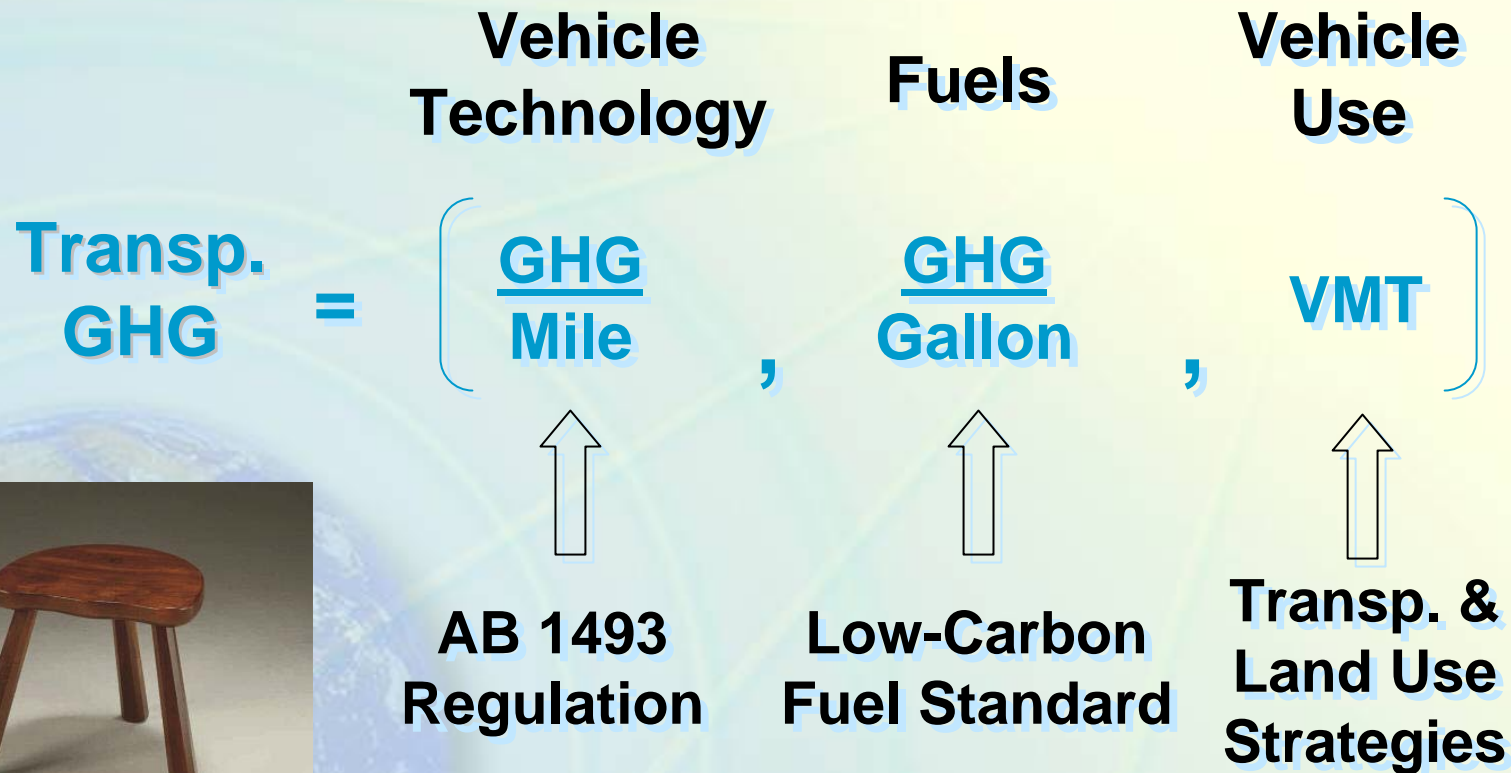 Vehicle
Technology
Fuels
Vehicle
Use
Transp.
GHG
=
GHG
Mile
,
GHG
Gallon
,
VMT
AB 1493
Regulation
Low-Carbon
Fuel Standard
Transp. &
Land Use
Strategies